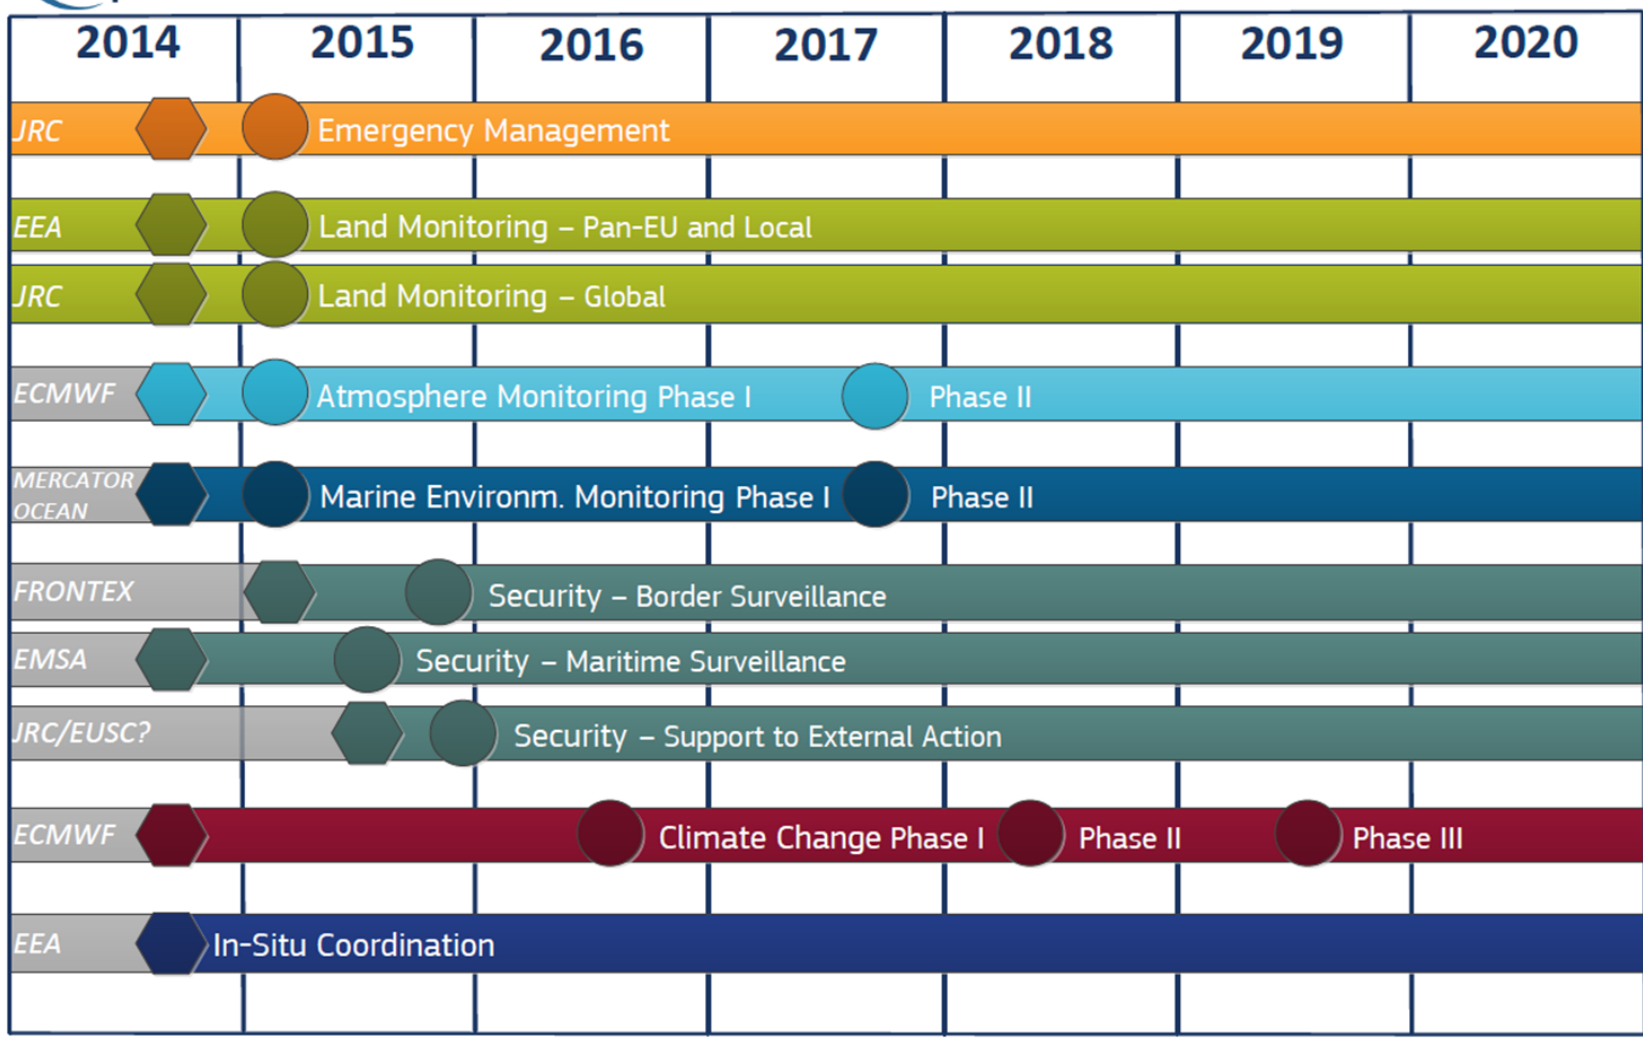 2014 2015 2016 2017 2018 2019 2020
JRC Emergency Management
EEA Land Monitoring – Pan-EU and Local
JRC Land Monitoring – Global
ECMWF Atmosphere Monitoring Phase I Phase II
MERCATOR
OCEAN Marine Environm. Monitoring Phase I Phase II
FRONTEX Security – Border Surveillance
EMSA Security – Maritime Surveillance
JRC/EUSC? Security – Support to External Action
ECMWF Climate Change Phase I Phase II Phase III
EEA In-Situ Coordination